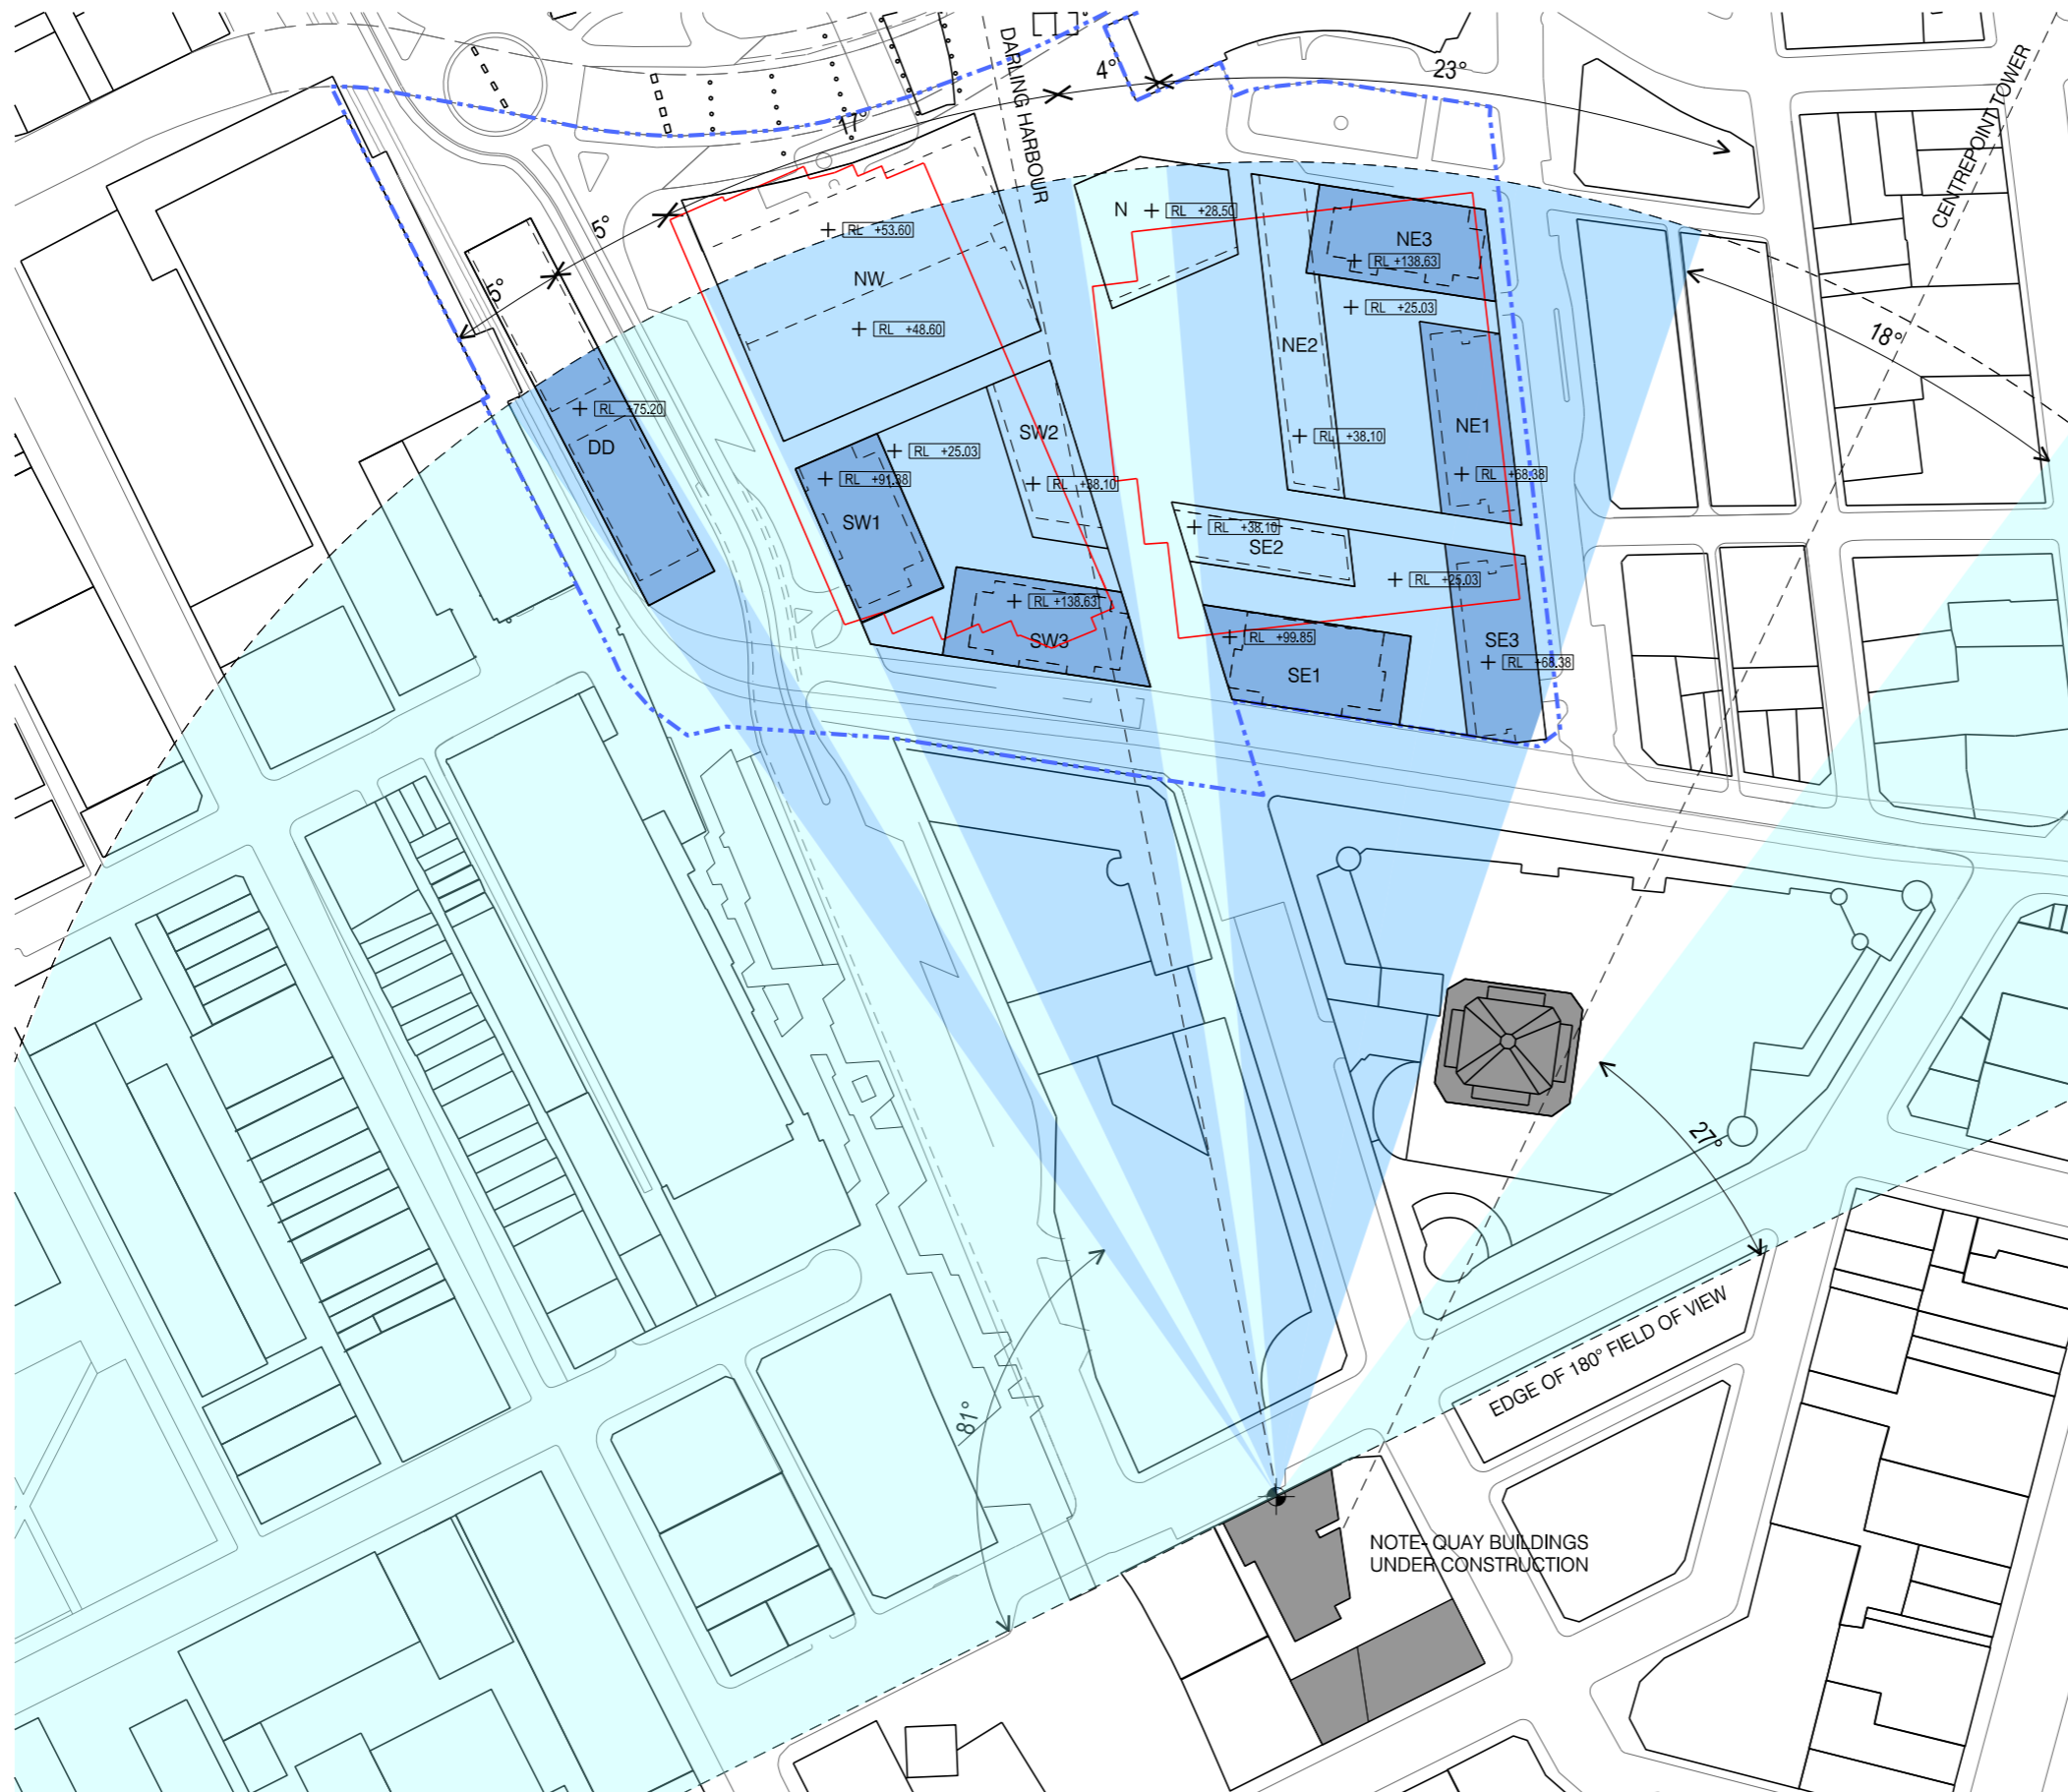 DARLING HARBOUR
4°
23°
CENTREPOINT TOWER
17°
5°
5°
N
RL +28.50
RL +53.60
NW
NE3
RL +138.63
RL +25.03
RL +48.60
NE2
18°
RL +75.20
DD
SW2
NE1
RL +38.10
RL +25.03
RL +91.38
RL +38.10
RL +68.38
SW1
RL +38.10
SE2
RL +25.03
RL +138.63
SW3
RL +99.85
SE3
RL +68.38
SE1
27°
EDGE OF 180° FIELD OF VIEW
81°
NOTE- QUAY BUILDINGS
UNDER CONSTRUCTION